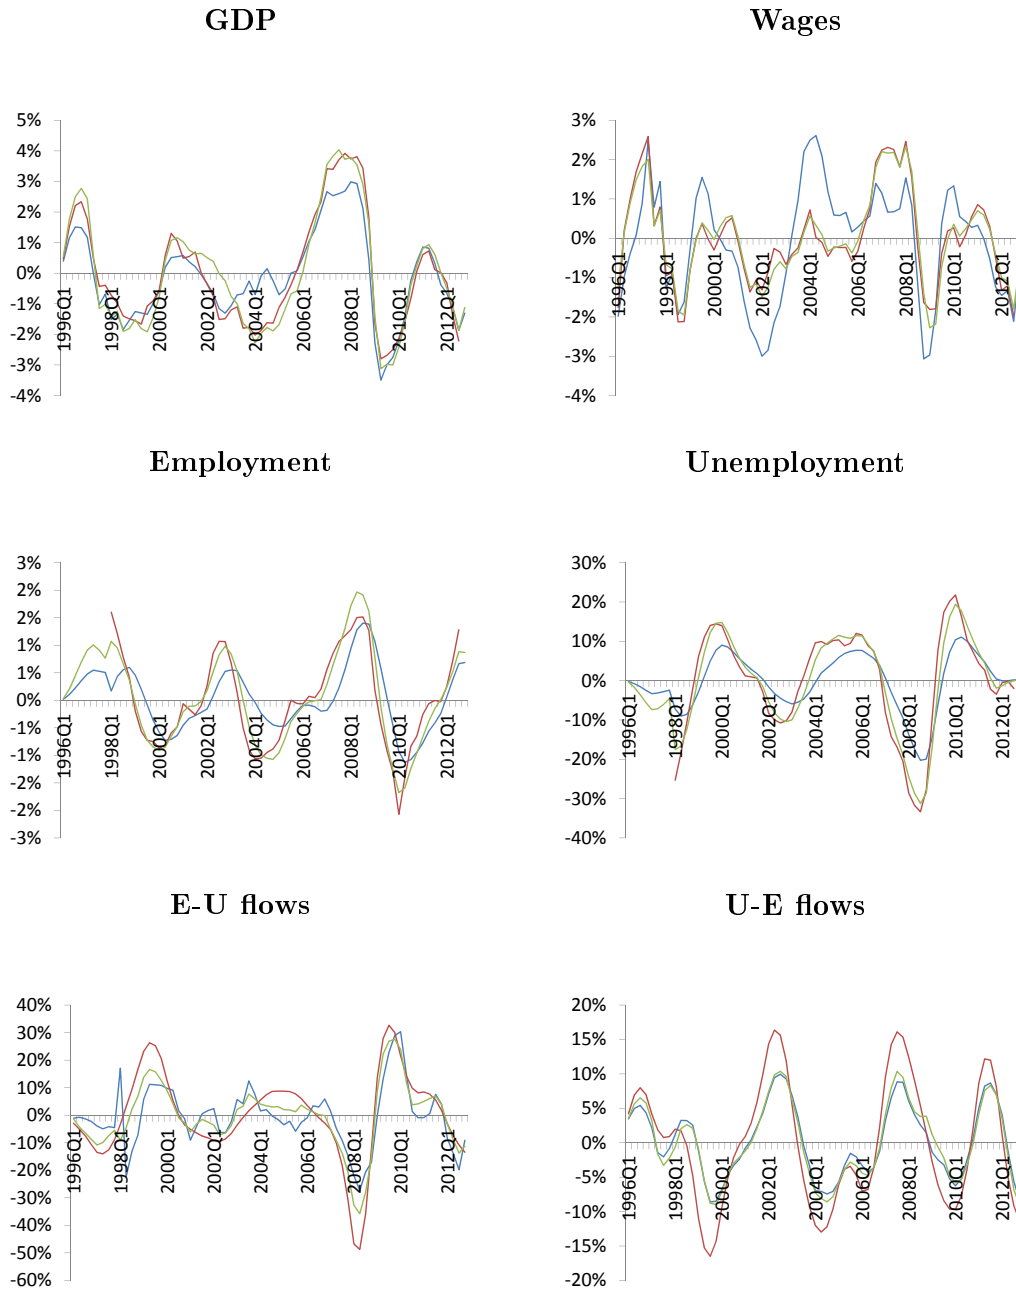 GDP
5%
4%
3%
2%
1%
0%
-1%
-2%
-3%
-4%
1996Q1
1998Q1
2000Q1
2002Q1
2004Q1
2006Q1
2008Q1
2010Q1
2012Q1
Wages
3%
2%
1%
0%
-1%
-2%
-3%
-4%
1996Q1
1998Q1
2000Q1
2002Q1
2004Q1
2006Q1
2008Q1
2010Q1
2012Q1
Employment
3%
2%
2%
1%
1%
0%
-1%
-1%
-2%
-2%
-3%
1996Q1
1998Q1
2000Q1
2002Q1
2004Q1
2006Q1
2008Q1
2010Q1
2012Q1
Unemployment
30%
20%
10%
0%
-10%
-20%
-30%
-40%
1996Q1
1998Q1
2000Q1
2002Q1
2004Q1
2006Q1
2008Q1
2010Q1
2012Q1
E-U flows
40%
30%
20%
10%
0%
-10%
-20%
-30%
-40%
-50%
-60%
1996Q1
1998Q1
2000Q1
2002Q1
2004Q1
2006Q1
2008Q1
2010Q1
2012Q1
U-E flows
20%
15%
10%
5%
0%
-5%
-10%
-15%
-20%
1996Q1
1998Q1
2000Q1
2002Q1
2004Q1
2006Q1
2008Q1
2010Q1
2012Q1